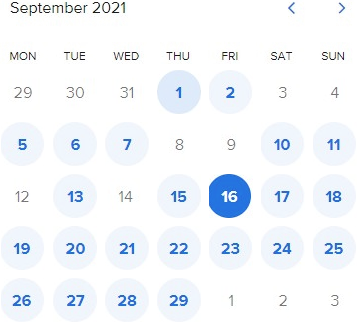 September 2021
MON TUE WED THU FRI SAT SUN
29 30 31 1 2 3 4
5 6 7 8 9 10 11
12 13 14 15 16 17 18
19 20 21 22 23 24 25
26 27 28 29 1 2 3